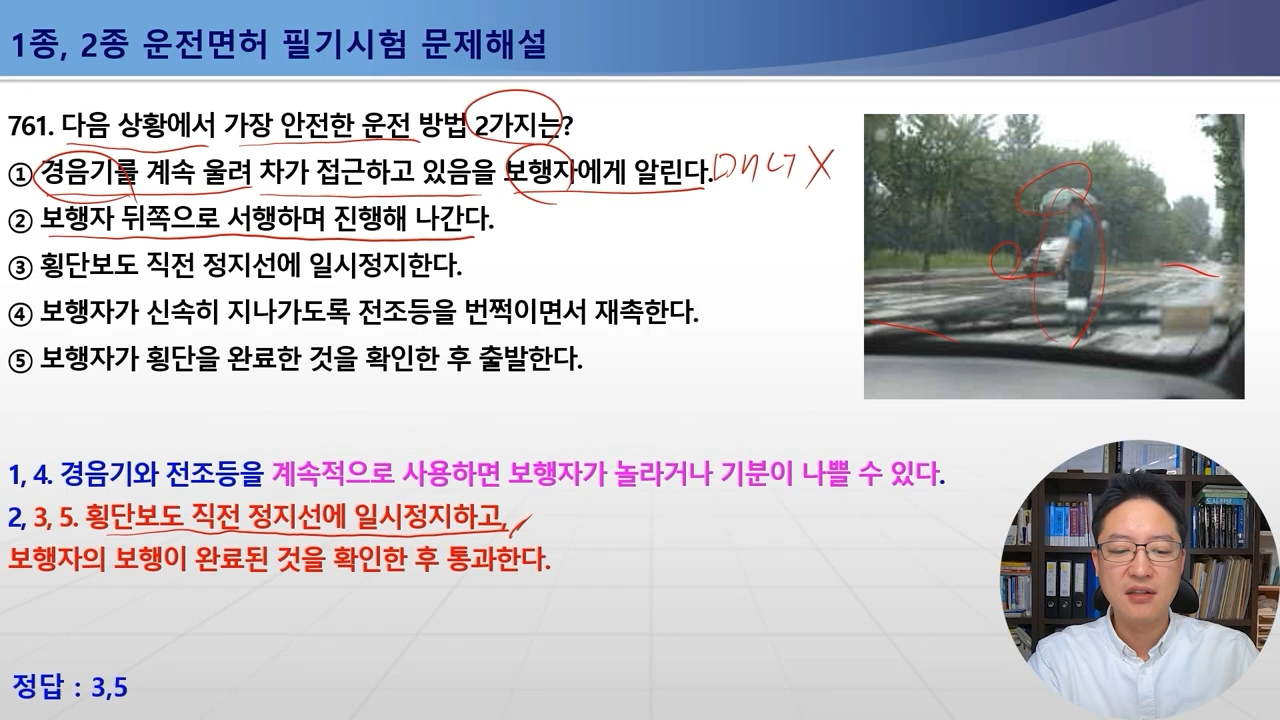 1종, 2종 운전면허 필기시험 문제해설
761. 다음 상황에서 가장 안전한 운전 방법 2가지는?
① 경음기를 계속 울려 차가 접근하고 있음을 보행자에게 알린다. 매너 X
② 보행자 뒤쪽으로 서행하며 진행해 나간다.
③ 횡단보도 직전 정지선에 일시정지한다.
④ 보행자가 신속히 지나가도록 전조등을 번쩍이면서 재촉한다.
⑤ 보행자가 횡단을 완료한 것을 확인한 후 출발한다.
1, 4. 경음기와 전조등을 계속적으로 사용하면 보행자가 놀라거나 기분이 나쁠 수 있다.
2, 3, 5. 횡단보도 직전 정지선에 일시정지하고,
보행자의 보행이 완료된 것을 확인한 후 통과한다.
정답 : 3,5